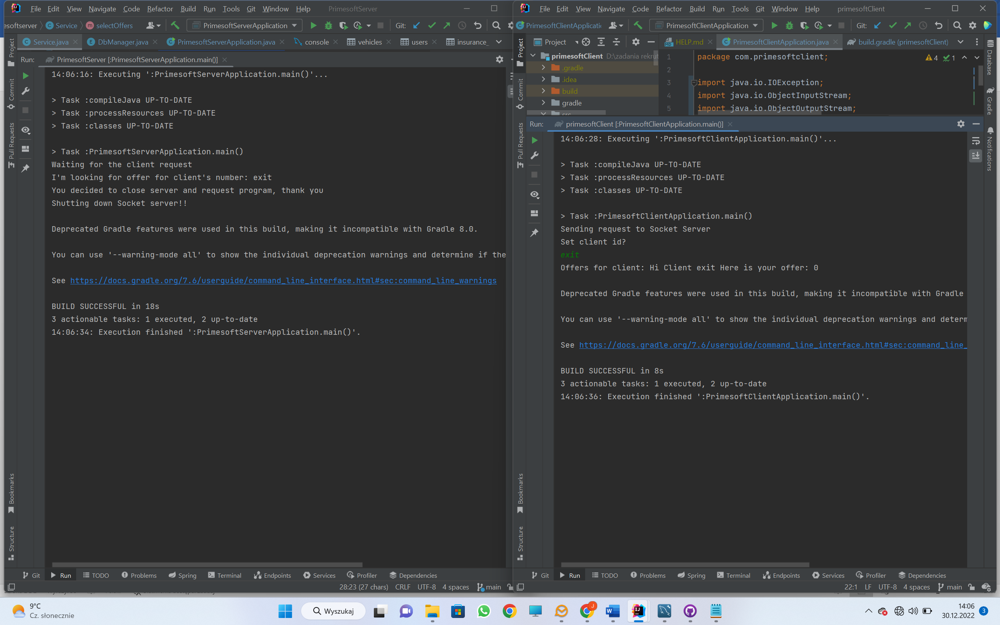 File Edit View Navigate Code Refactor Build Run Tools Git Window Help PrimesoftServer
esoftserver Service selectOffers PrimesoftServerApplication Git:
Service.java DbManager.java PrimesoftServerApplication.java console vehicles users insurance_
Run: PrimesoftServer [:PrimesoftServerApplication.main()]
14:06:16: Executing ':PrimesoftServerApplication.main()'...
> Task :compileJava UP-TO-DATE
> Task :processResources UP-TO-DATE
> Task :classes UP-TO-DATE
> Task :PrimesoftServerApplication.main()
Waiting for the client request
I'm looking for offer for client's number: exit
You decided to close server and request program, thank you
Shutting down Socket server!!
Deprecated Gradle features were used in this build, making it incompatible with Gradle 8.0.
You can use '--warning-mode all' to show the individual deprecation warnings and determine if the
See https://docs.gradle.org/7.6/userguide/command_line_interface.html#sec:command_line_warnings
BUILD SUCCESSFUL in 18s
3 actionable tasks: 1 executed, 2 up-to-date
14:06:34: Execution finished ':PrimesoftServerApplication.main()'.
Project
Commit
Pull Requests
Bookmarks
Structure
Git Run TODO Problems Spring Terminal Endpoints Services Profiler Dependencies
28:23 (27 chars) CRLF UTF-8 4 spaces main
File Edit View Navigate Code Refactor Build Run Tools Git Window Help primesoftClient
PrimesoftClientApplicatio PrimesoftClientApplication Git:
Project HELP.md PrimesoftClientApplication.java build.gradle (primesoftClient)
primesoftClient D:\zadania rekrut
.gradle
.idea
build
gradle
src
1 package com.primesoftclient;
2
3 import java.io.IOException;
4 import java.io.ObjectInputStream;
5 import java.io.ObjectOutputStream;
4 1
Run: primesoftClient [:PrimesoftClientApplication.main()]
14:06:28: Executing ':PrimesoftClientApplication.main()'...
> Task :compileJava UP-TO-DATE
> Task :processResources UP-TO-DATE
> Task :classes UP-TO-DATE
> Task :PrimesoftClientApplication.main()
Sending request to Socket Server
Set client id?
exit
Offers for client: Hi Client exit Here is your offer: 0
Deprecated Gradle features were used in this build, making it incompatible with Gradle
You can use '--warning-mode all' to show the individual deprecation warnings and determ
See https://docs.gradle.org/7.6/userguide/command_line_interface.html#sec:command_line_
BUILD SUCCESSFUL in 8s
3 actionable tasks: 1 executed, 2 up-to-date
14:06:36: Execution finished ':PrimesoftClientApplication.main()'.
Project
Commit
Pull Requests
Bookmarks
Structure
Database
Gradle
Notifications
Git Run TODO Problems Spring Terminal Endpoints Services Profiler Dependencies
22:1 LF UTF-8 4 spaces main
9°C
Cz. słonecznie
Wyszukaj
14:06
30.12.2022
3